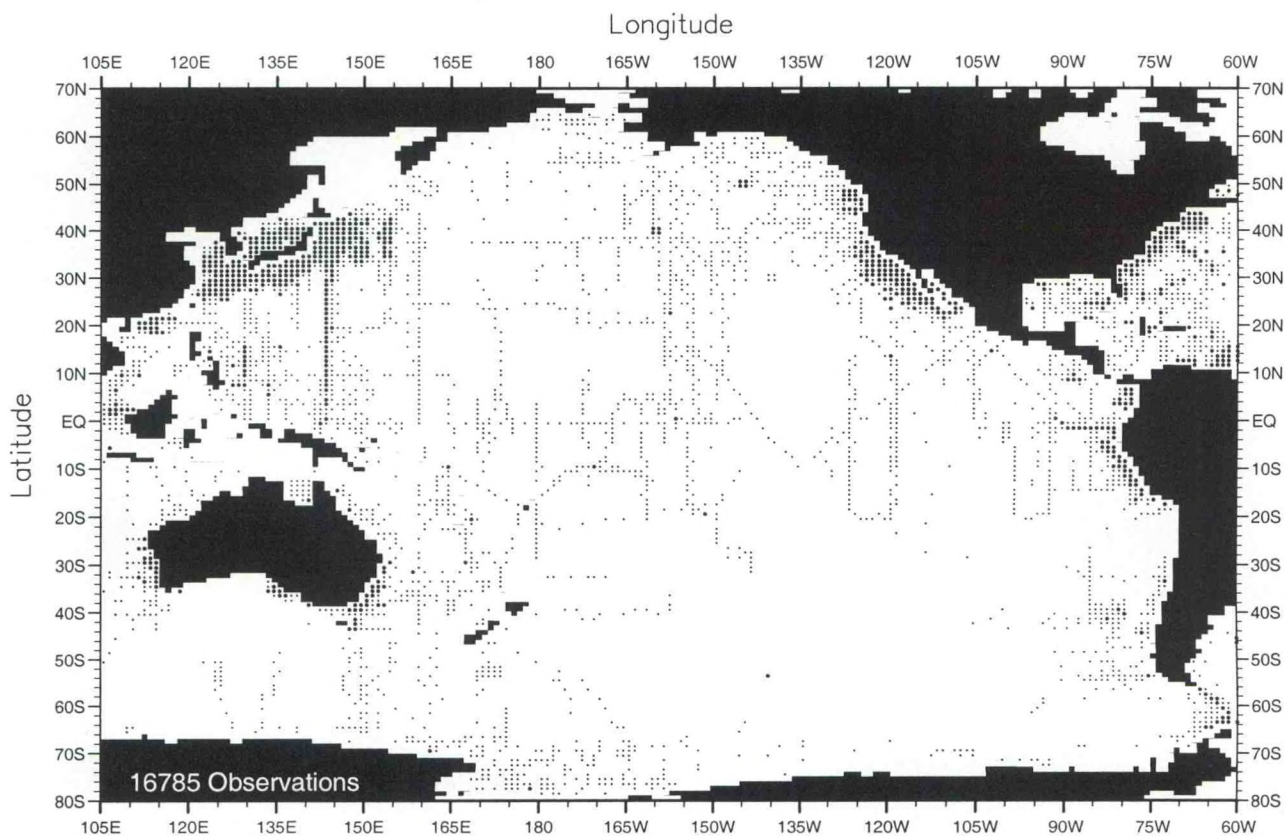 Longitude
105E 120E 135E 150E 165E 180 165W 150W 135W 120W 105W 90W 75W 60W
70N 70N
60N 60N
50N 50N
40N 40N
30N 30N
20N 20N
10N 10N
EQ EQ
Latitude
10S 10S
20S 20S
30S 30S
40S 40S
50S 50S
60S 60S
70S 70S
16785 Observations
80S 80S
105E 120E 135E 150E 165E 180 165W 150W 135W 120W 105W 90W 75W 60W